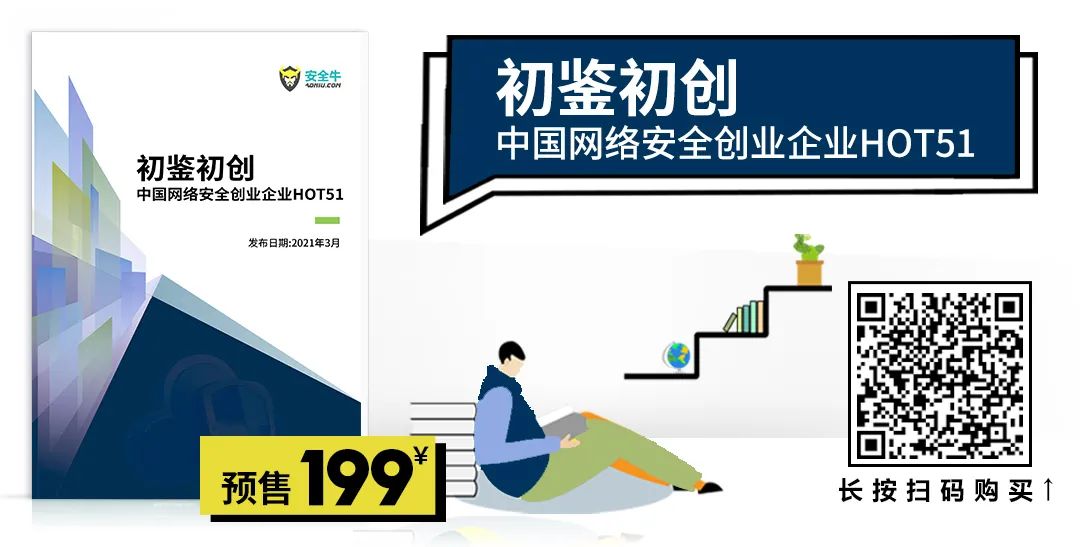 安全牛
AQNIU.COM
初鉴初创
中国网络安全创业企业HOT51
发布日期:2021年3月
预售199¥
初鉴初创
中国网络安全创业企业HOT51
长按扫码购买↑